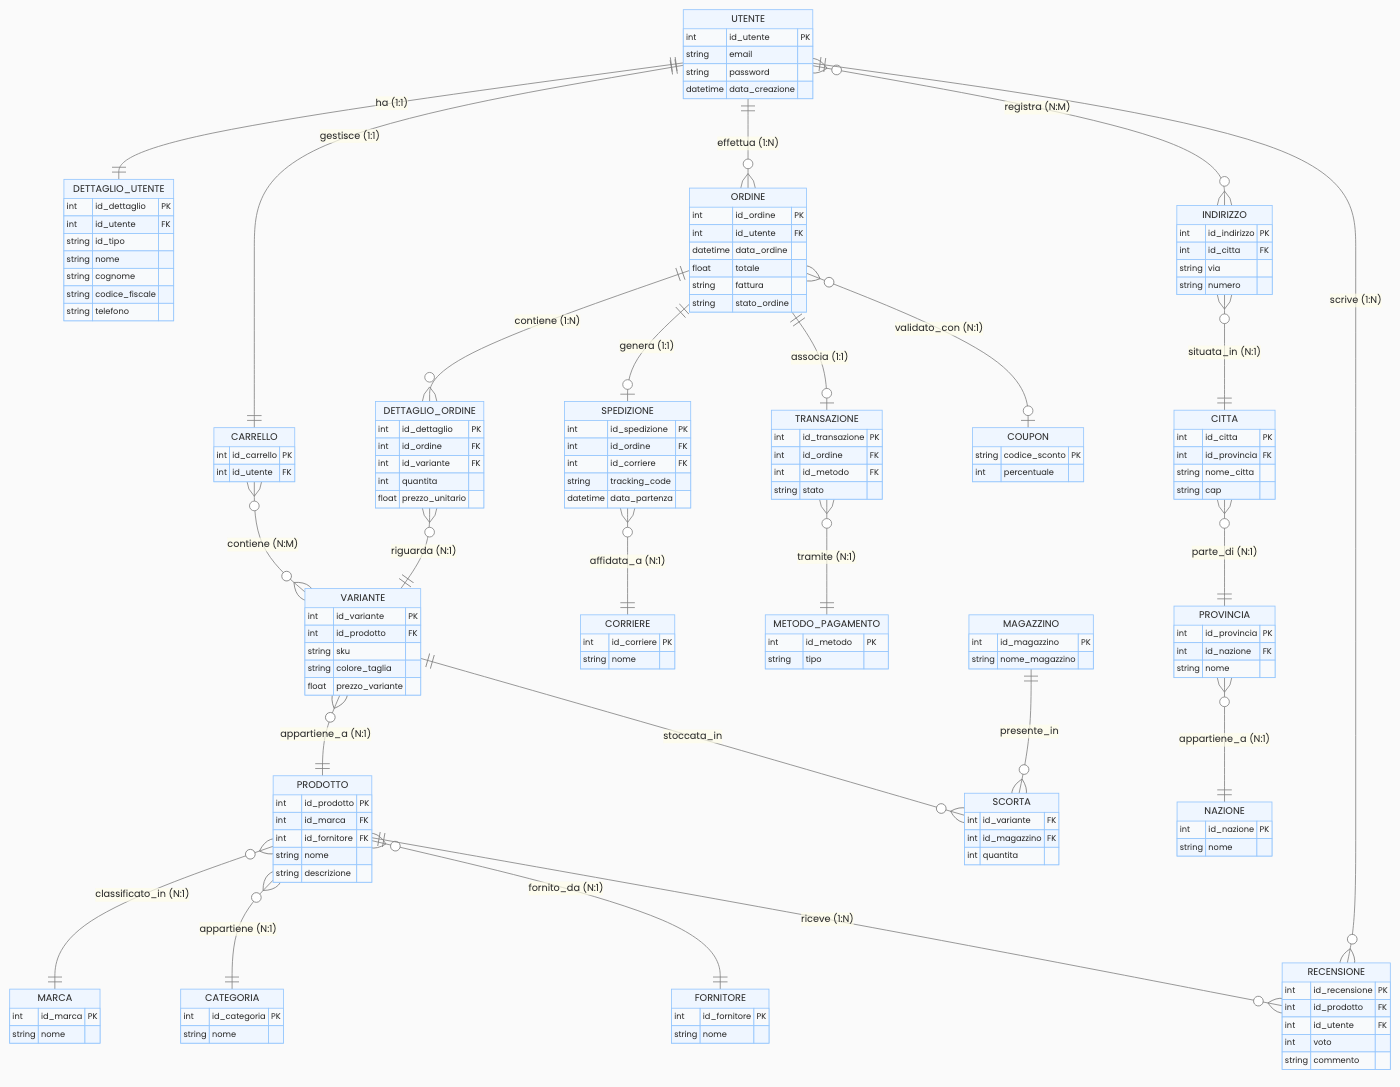 UTENTE
int id_utente PK
string email
string password
datetime data_creazione
ha (1:1)
gestisce (1:1)
effettua (1:N)
registra (N:M)
scrive (1:N)
DETTAGLIO_UTENTE
int id_dettaglio PK
int id_utente FK
string id_tipo
string nome
string cognome
string codice_fiscale
string telefono
ORDINE
int id_ordine PK
int id_utente FK
datetime data_ordine
float totale
string fattura
string stato_ordine
INDIRIZZO
int id_indirizzo PK
int id_citta FK
string via
string numero
contiene (1:N)
genera (1:1)
associa (1:1)
validato_con (N:1)
situata_in (N:1)
CARRELLO
int id_carrello PK
int id_utente FK
DETTAGLIO_ORDINE
int id_dettaglio PK
int id_ordine FK
int id_variante FK
int quantita
float prezzo_unitario
SPEDIZIONE
int id_spedizione PK
int id_ordine FK
int id_corriere FK
string tracking_code
datetime data_partenza
TRANSAZIONE
int id_transazione PK
int id_ordine FK
int id_metodo FK
string stato
COUPON
string codice_sconto PK
int percentuale
CITTA
int id_citta PK
int id_provincia FK
string nome_citta
string cap
contiene (N:M)
riguarda (N:1)
affidata_a (N:1)
tramite (N:1)
parte_di (N:1)
VARIANTE
int id_variante PK
int id_prodotto FK
string sku
string colore_taglia
float prezzo_variante
CORRIERE
int id_corriere PK
string nome
METODO_PAGAMENTO
int id_metodo PK
string tipo
MAGAZZINO
int id_magazzino PK
string nome_magazzino
PROVINCIA
int id_provincia PK
int id_nazione FK
string nome
appartiene_a (N:1)
stoccata_in
presente_in
appartiene_a (N:1)
PRODOTTO
int id_prodotto PK
int id_marca FK
int id_fornitore FK
string nome
string descrizione
SCORTA
int id_variante FK
int id_magazzino FK
int quantita
NAZIONE
int id_nazione PK
string nome
classificato_in (N:1)
appartiene (N:1)
fornito_da (N:1)
riceve (1:N)
MARCA
int id_marca PK
string nome
CATEGORIA
int id_categoria PK
string nome
FORNITORE
int id_fornitore PK
string nome
RECENSIONE
int id_recensione PK
int id_prodotto FK
int id_utente FK
int voto
string commento